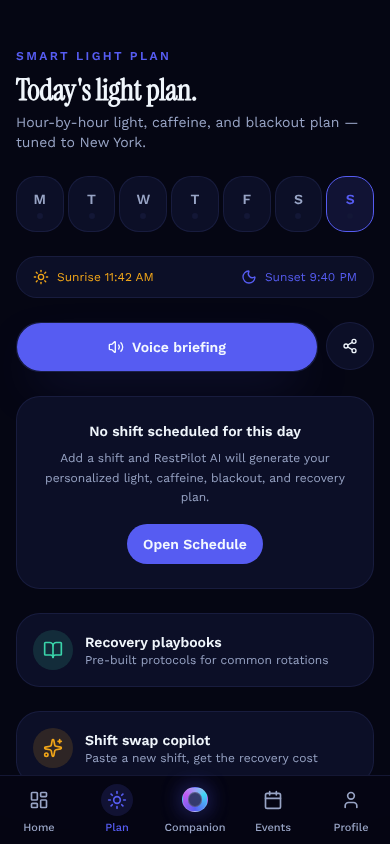 SMART LIGHT PLAN
Today's light plan.
Hour-by-hour light, caffeine, and blackout plan —
tuned to New York.
M T W T F S S
Sunrise 11:42 AM Sunset 9:40 PM
Voice briefing
No shift scheduled for this day
Add a shift and RestPilot AI will generate your
personalized light, caffeine, blackout, and recovery
plan.
Open Schedule
Recovery playbooks
Pre-built protocols for common rotations
Shift swap copilot
Paste a new shift, get the recovery cost
Home Plan Companion Events Profile